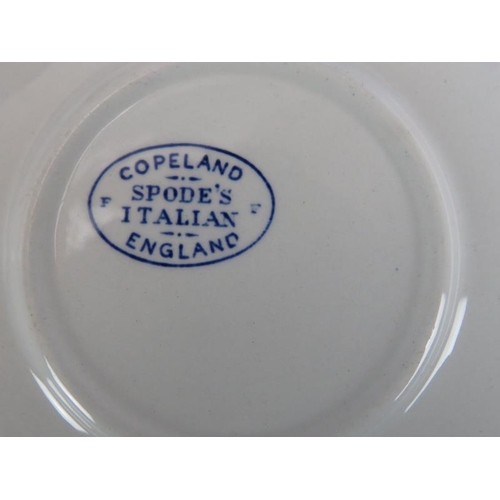 COPELAND
F SPODE'S F
ITALIAN
ENGLAND